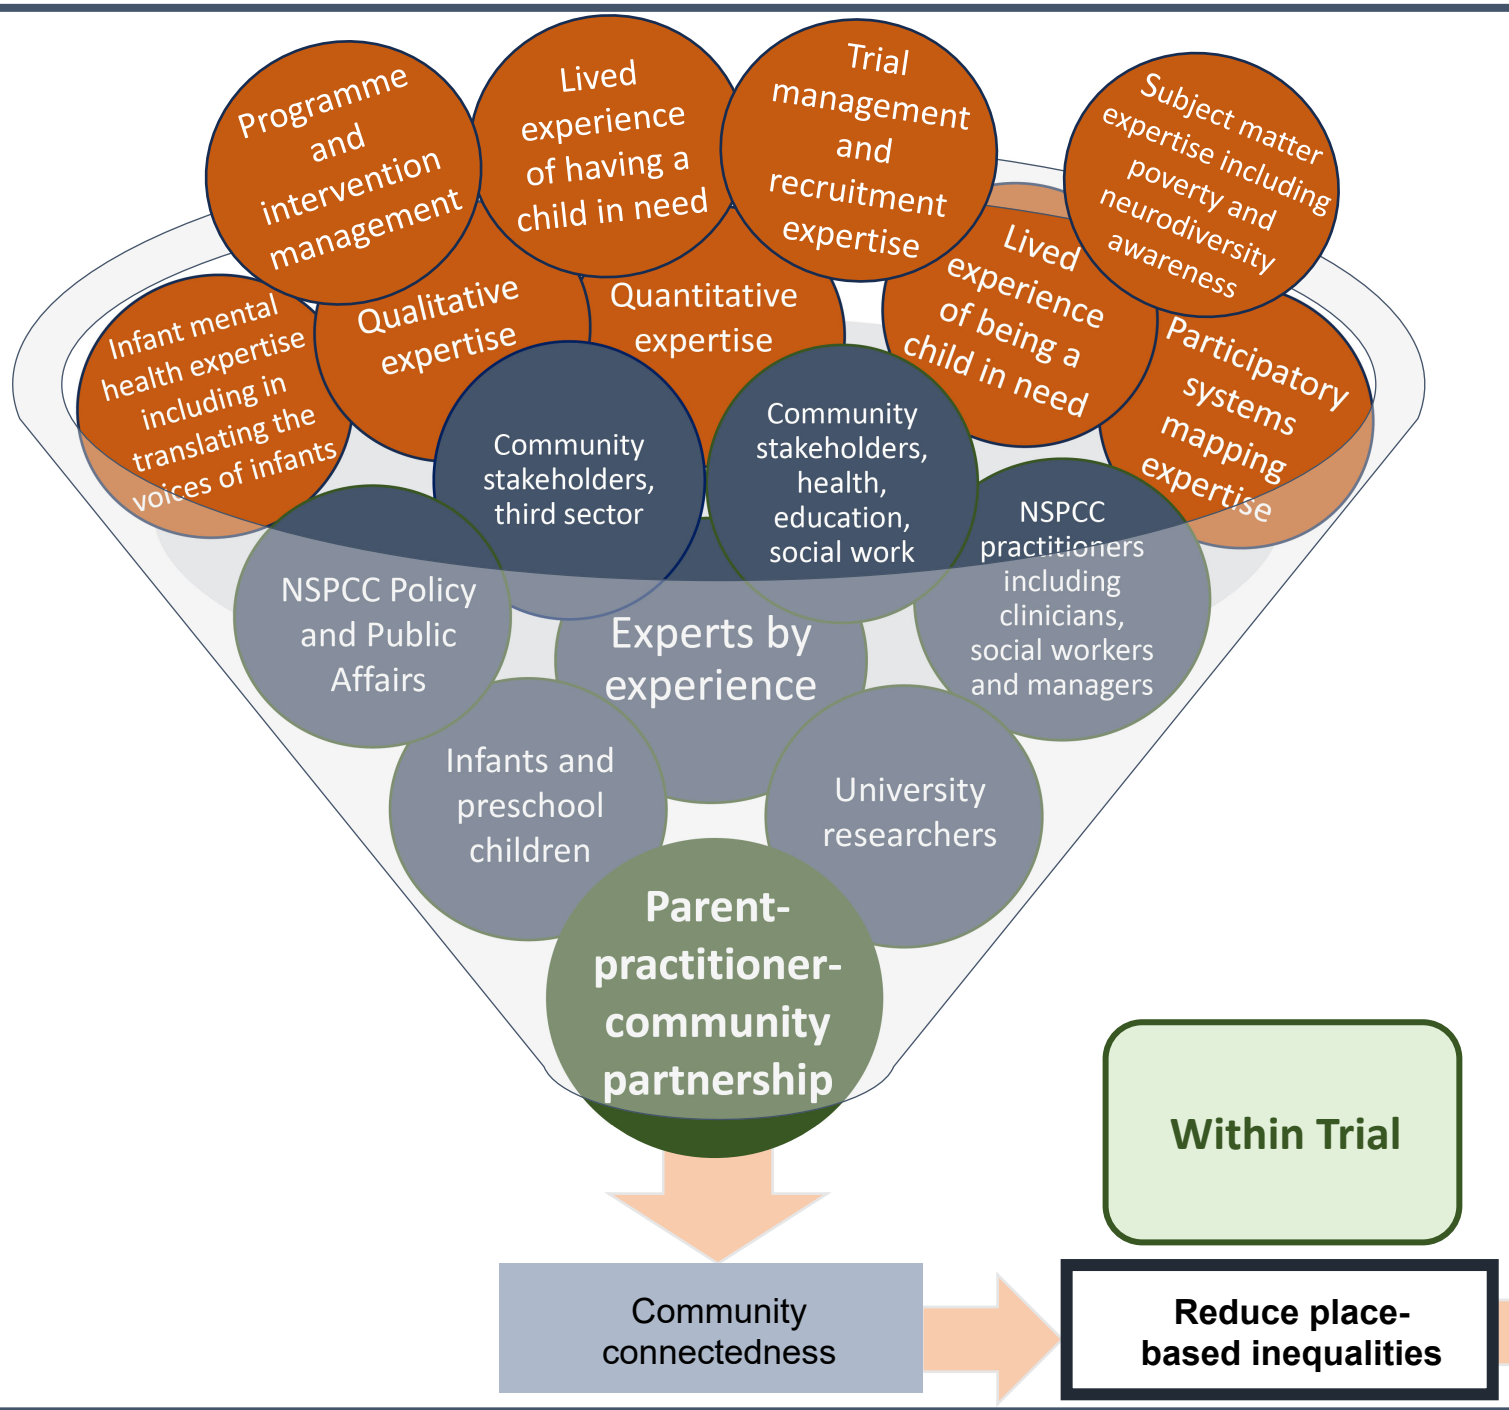 Programme
and
intervention
management
Lived
experience
of having a
child in need
Trial
management
and
recruitment
expertise
Subject matter
expertise including
poverty and
neurodiversity
awareness
Infant mental
health expertise
including in
translating the
voices of infants
Qualitative
expertise
Quantitative
expertise
Lived
experience
of being a
child in need
Participatory
systems
mapping
expertise
Community
stakeholders,
third sector
Community
stakeholders,
health,
education,
social work
NSPCC
practitioners
including
clinicians,
social workers
and managers
NSPCC Policy
and Public
Affairs
Experts by
experience
Infants and
preschool
children
University
researchers
Parent-
practitioner-
community
partnership
Within Trial
Community
connectedness
Reduce place-
based inequalities